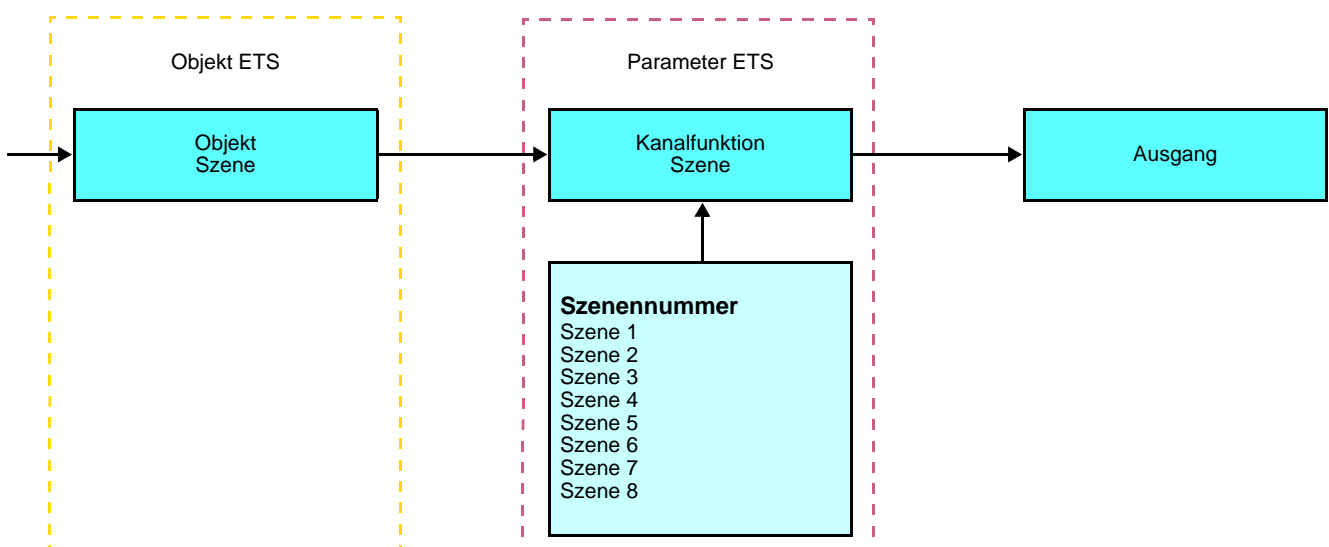 Objekt ETS
Parameter ETS
Objekt
Szene
Kanalfunktion
Szene
Ausgang
Szenennummer
Szene 1
Szene 2
Szene 3
Szene 4
Szene 5
Szene 6
Szene 7
Szene 8